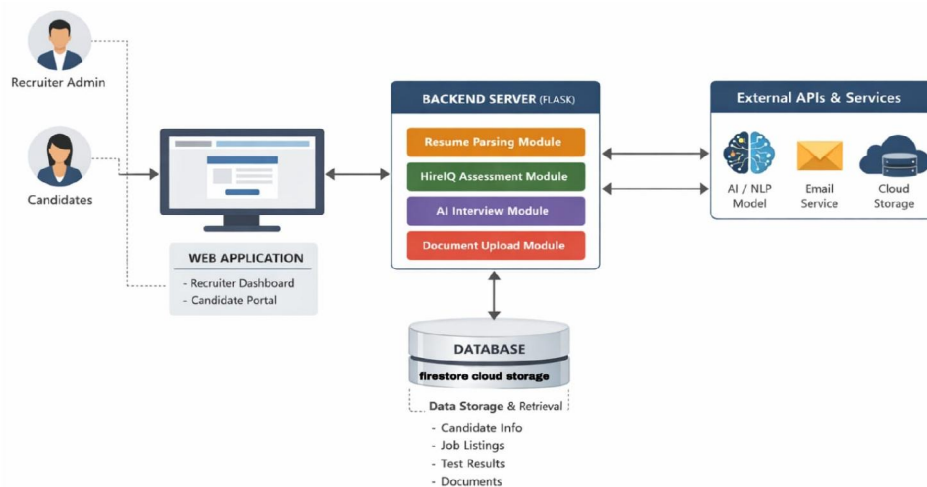 Recruiter Admin
Candidates
WEB APPLICATION
- Recruiter Dashboard
- Candidate Portal
BACKEND SERVER (FLASK)
Resume Parsing Module
HireIQ Assessment Module
AI Interview Module
Document Upload Module
DATABASE
firestore cloud storage
Data Storage & Retrieval
- Candidate Info
- Job Listings
- Test Results
- Documents
External APIs & Services
AI / NLP
Model
Email
Service
Cloud
Storage